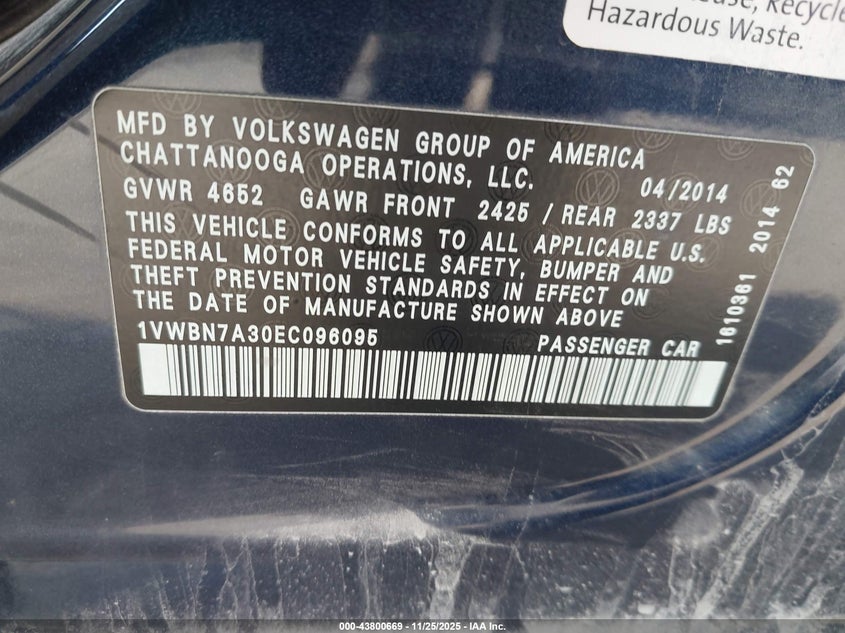 Recycle
Hazardous Waste.
MFD BY VOLKSWAGEN GROUP OF AMERICA
CHATTANOOGA OPERATIONS, LLC. 04/2014
GVWR 4652 GAWR FRONT 2425 / REAR 2337 LBS
THIS VEHICLE CONFORMS TO ALL APPLICABLE U.S.
FEDERAL MOTOR VEHICLE SAFETY, BUMPER AND
THEFT PREVENTION STANDARDS IN EFFECT ON
THE DATE OF MANUFACTURE SHOWN ABOVE
1VWBN7A30EC096095 PASSENGER CAR
1610361 2014 62
000-43800669 - 11/25/2025 - IAA Inc.